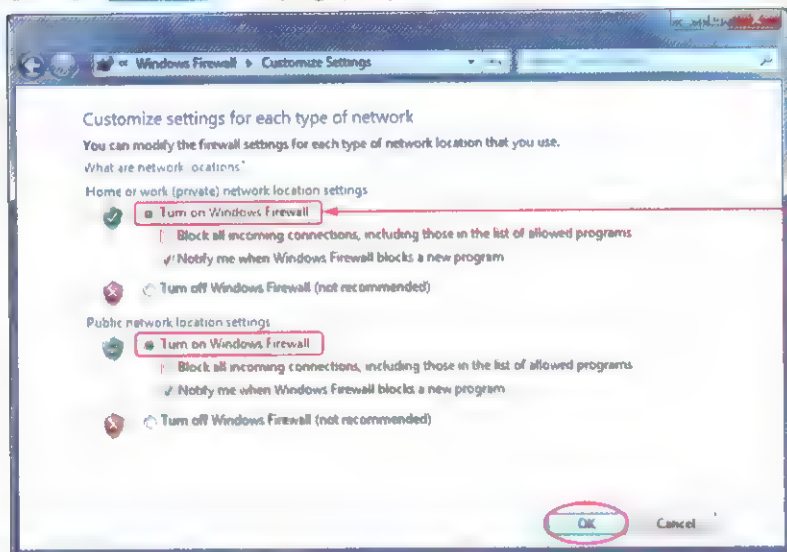 « Windows Firewall ▸ Customize Settings
Customize settings for each type of network
You can modify the firewall settings for each type of network location that you use.
What are network locations?
Home or work (private) network location settings
Turn on Windows Firewall
Block all incoming connections, including those in the list of allowed programs
Notify me when Windows Firewall blocks a new program
Turn off Windows Firewall (not recommended)
Public network location settings
Turn on Windows Firewall
Block all incoming connections, including those in the list of allowed programs
Notify me when Windows Firewall blocks a new program
Turn off Windows Firewall (not recommended)
OK Cancel